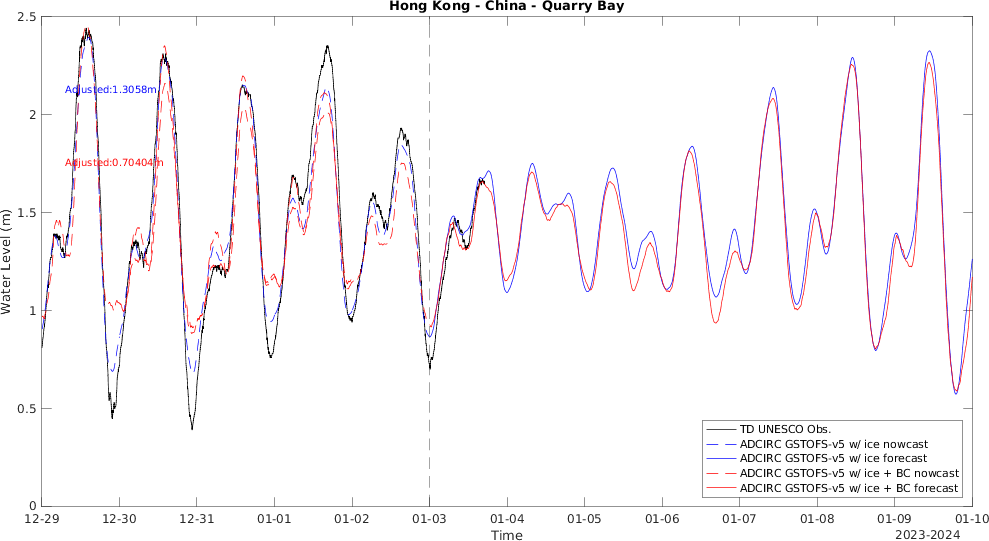 Hong Kong - China - Quarry Bay
2.5
2
1.5
1
0.5
0
Water Level (m)
Adjusted:1.3058m
Adjusted:0.70404m
TD UNESCO Obs.
ADCIRC GSTOFS-v5 w/ ice nowcast
ADCIRC GSTOFS-v5 w/ ice forecast
ADCIRC GSTOFS-v5 w/ ice + BC nowcast
ADCIRC GSTOFS-v5 w/ ice + BC forecast
12-29 12-30 12-31 01-01 01-02 01-03 01-04 01-05 01-06 01-07 01-08 01-09 01-10
Time
2023-2024